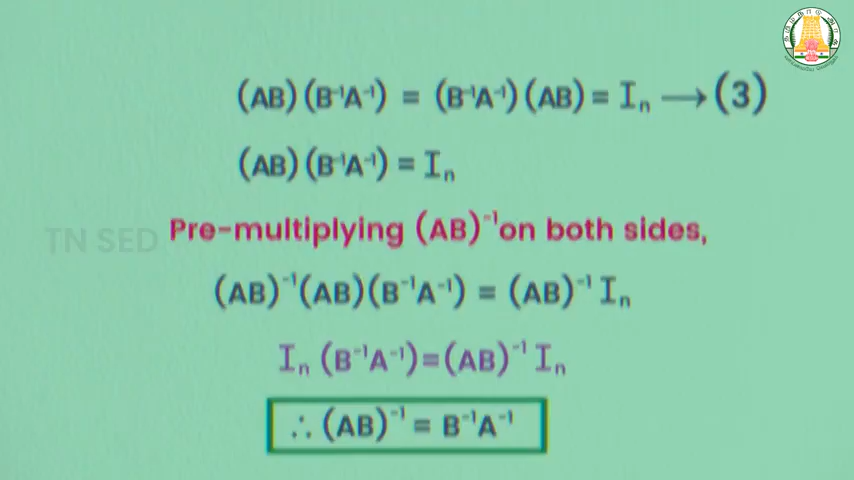 (AB)(B⁻¹A⁻¹) = (B⁻¹A⁻¹)(AB) = Iₙ ⟶ (3)
(AB)(B⁻¹A⁻¹) = Iₙ
TN SED
Pre-multiplying (AB)⁻¹ on both sides,
(AB)⁻¹(AB)(B⁻¹A⁻¹) = (AB)⁻¹ Iₙ
Iₙ (B⁻¹A⁻¹)=(AB)⁻¹ Iₙ
∴ (AB)⁻¹ = B⁻¹A⁻¹